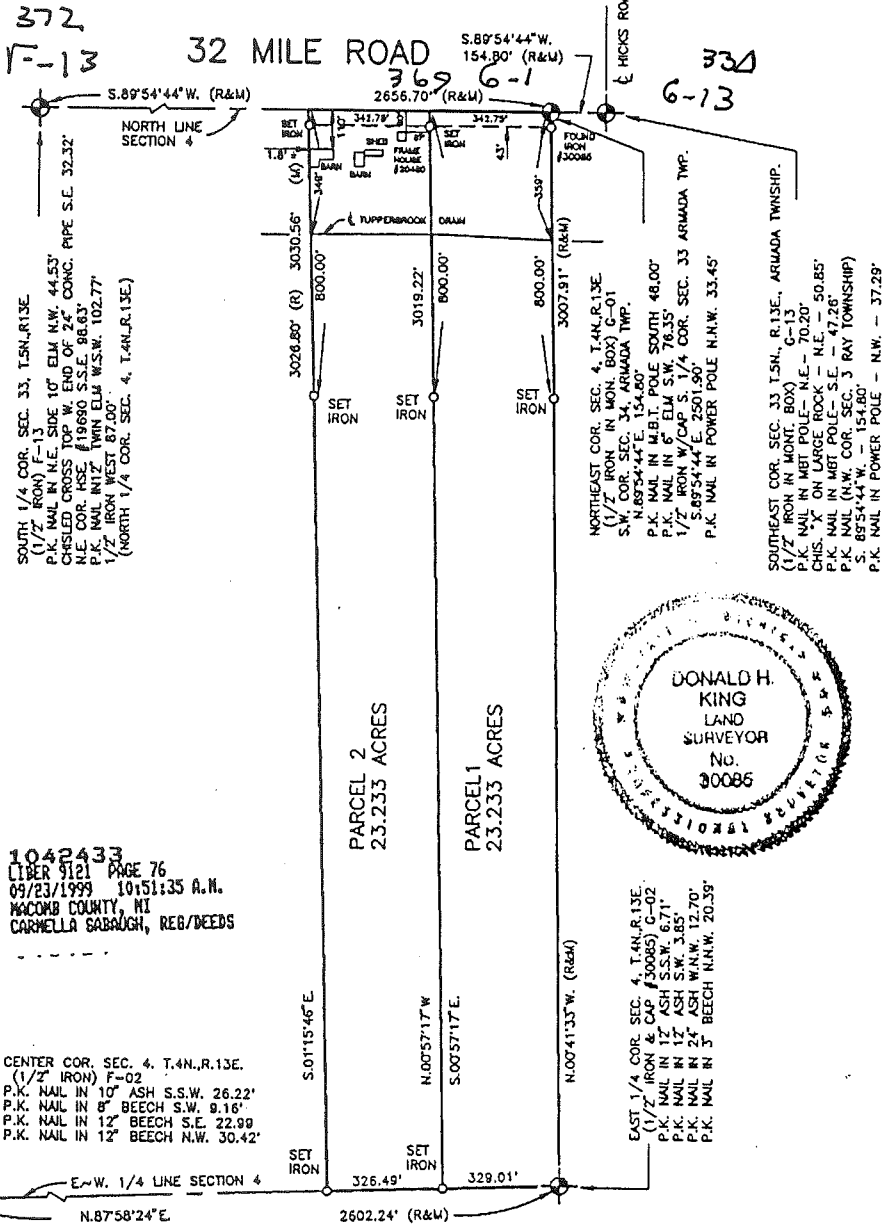 372
F-13
32 MILE ROAD
S.89°54'44"W.
154.80' (R&M)
℄ HICKS
33
6-13
369 6-1
S.89°54'44"W. (R&M)
2656.70' (R&M)
NORTH LINE
SECTION 4
SET
IRON
342.79'
SET
IRON
342.79'
FOUND
IRON
#30085
110'
1.8'
(M)
BARN
BARN
SHED
FRAME
HOUSE
#20480
43'
349'
359'
℄ TUPPERBROOK DRAIN
3026.80' (R) 3030.56'
800.00'
3019.22'
800.00'
800.00'
3007.91' (R&M)
SET
IRON
SET
IRON
SET
IRON
SOUTH 1/4 COR. SEC. 33, T.5N.,R13E
(1/2" IRON) F-13
P.K. NAIL IN N.E. SIDE 10" ELM N.W. 44.53'
CHISLED CROSS TOP W. END OF 24" CONC. PIPE S.E. 32.32'
N.E. COR. HSE. #19690 S.S.E. 98.63'
P.K. NAIL IN12" TWIN ELM W.S.W. 102.77'
1/2" IRON WEST 87.00'
(NORTH 1/4 COR. SEC. 4, T.4N.,R.13E.)
NORTHEAST COR. SEC. 4, T.4N.,R.13E.
(1/2" IRON IN MON. BOX) G-01
S.W. COR. SEC. 34, ARMADA TWP.
N.89°54'44"E. 154.80'
P.K. NAIL IN M.B.T. POLE SOUTH 48.00'
P.K. NAIL IN 6" ELM S.W. 76.35'
1/2" IRON W/CAP S. 1/4 COR. SEC. 33 ARMADA TWP.
S.89°54'44"E. 2501.90'
P.K. NAIL IN POWER POLE N.N.W. 33.45'
SOUTHEAST COR. SEC. 33 T.5N., R.13E., ARMADA TWNSHP.
(1/2" IRON IN MONT. BOX) G-13
P.K. NAIL IN MBT POLE- N.E. - 70.20'
CHIS. "X" ON LARGE ROCK - N.E. - 50.85'
P.K. NAIL IN MBT POLE- S.E. - 47.26'
P.K. NAIL (N.W. COR. SEC. 3 RAY TOWNSHIP)
S. 89°54'44"W. - 154.80'
P.K. NAIL IN POWER POLE - N.W. - 37.29'
DONALD H.
KING
LAND
SURVEYOR
No.
30085
PARCEL 2
23.233 ACRES
PARCEL1
23.233 ACRES
1042433
LIBER 9121 PAGE 76
09/23/1999 10:51:35 A.M.
MACOMB COUNTY, MI
CARMELLA SABAUGH, REG/DEEDS
S.01°15'46"E.
N.00°57'17"W
S.00°57'17"E.
N.00°41'33"W. (R&M)
EAST 1/4 COR. SEC. 4, T.4N.,R.13E.
(1/2" IRON & CAP #30085) G-02
P.K. NAIL IN 12" ASH S.S.W. 6.71'
P.K. NAIL IN 12" ASH S.W. 3.85'
P.K. NAIL IN 24" ASH W.N.W. 12.70'
P.K. NAIL IN 3" BEECH N.N.W. 20.39'
CENTER COR. SEC. 4. T.4N.,R.13E.
(1/2" IRON) F-02
P.K. NAIL IN 10" ASH S.S.W. 26.22'
P.K. NAIL IN 8" BEECH S.W. 9.16'
P.K. NAIL IN 12" BEECH S.E. 22.99
P.K. NAIL IN 12" BEECH N.W. 30.42'
SET
IRON
SET
IRON
E~W. 1/4 LINE SECTION 4
326.49'
329.01'
N.87°58'24"E.
2602.24' (R&M)